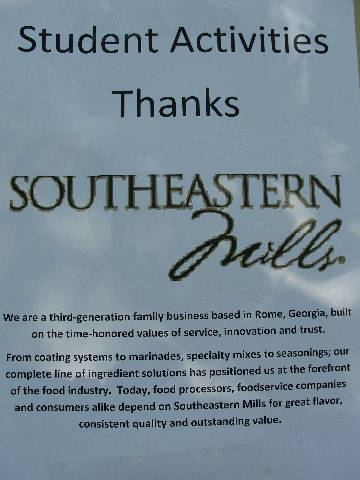 Student Activities
Thanks
SOUTHEASTERN
Mills®
We are a third-generation family business based in Rome, Georgia, built
on the time-honored values of service, innovation and trust.
From coating systems to marinades, specialty mixes to seasonings; our
complete line of ingredient solutions has positioned us at the forefront
of the food industry. Today, food processors, foodservice companies
and consumers alike depend on Southeastern Mills for great flavor,
consistent quality and outstanding value.